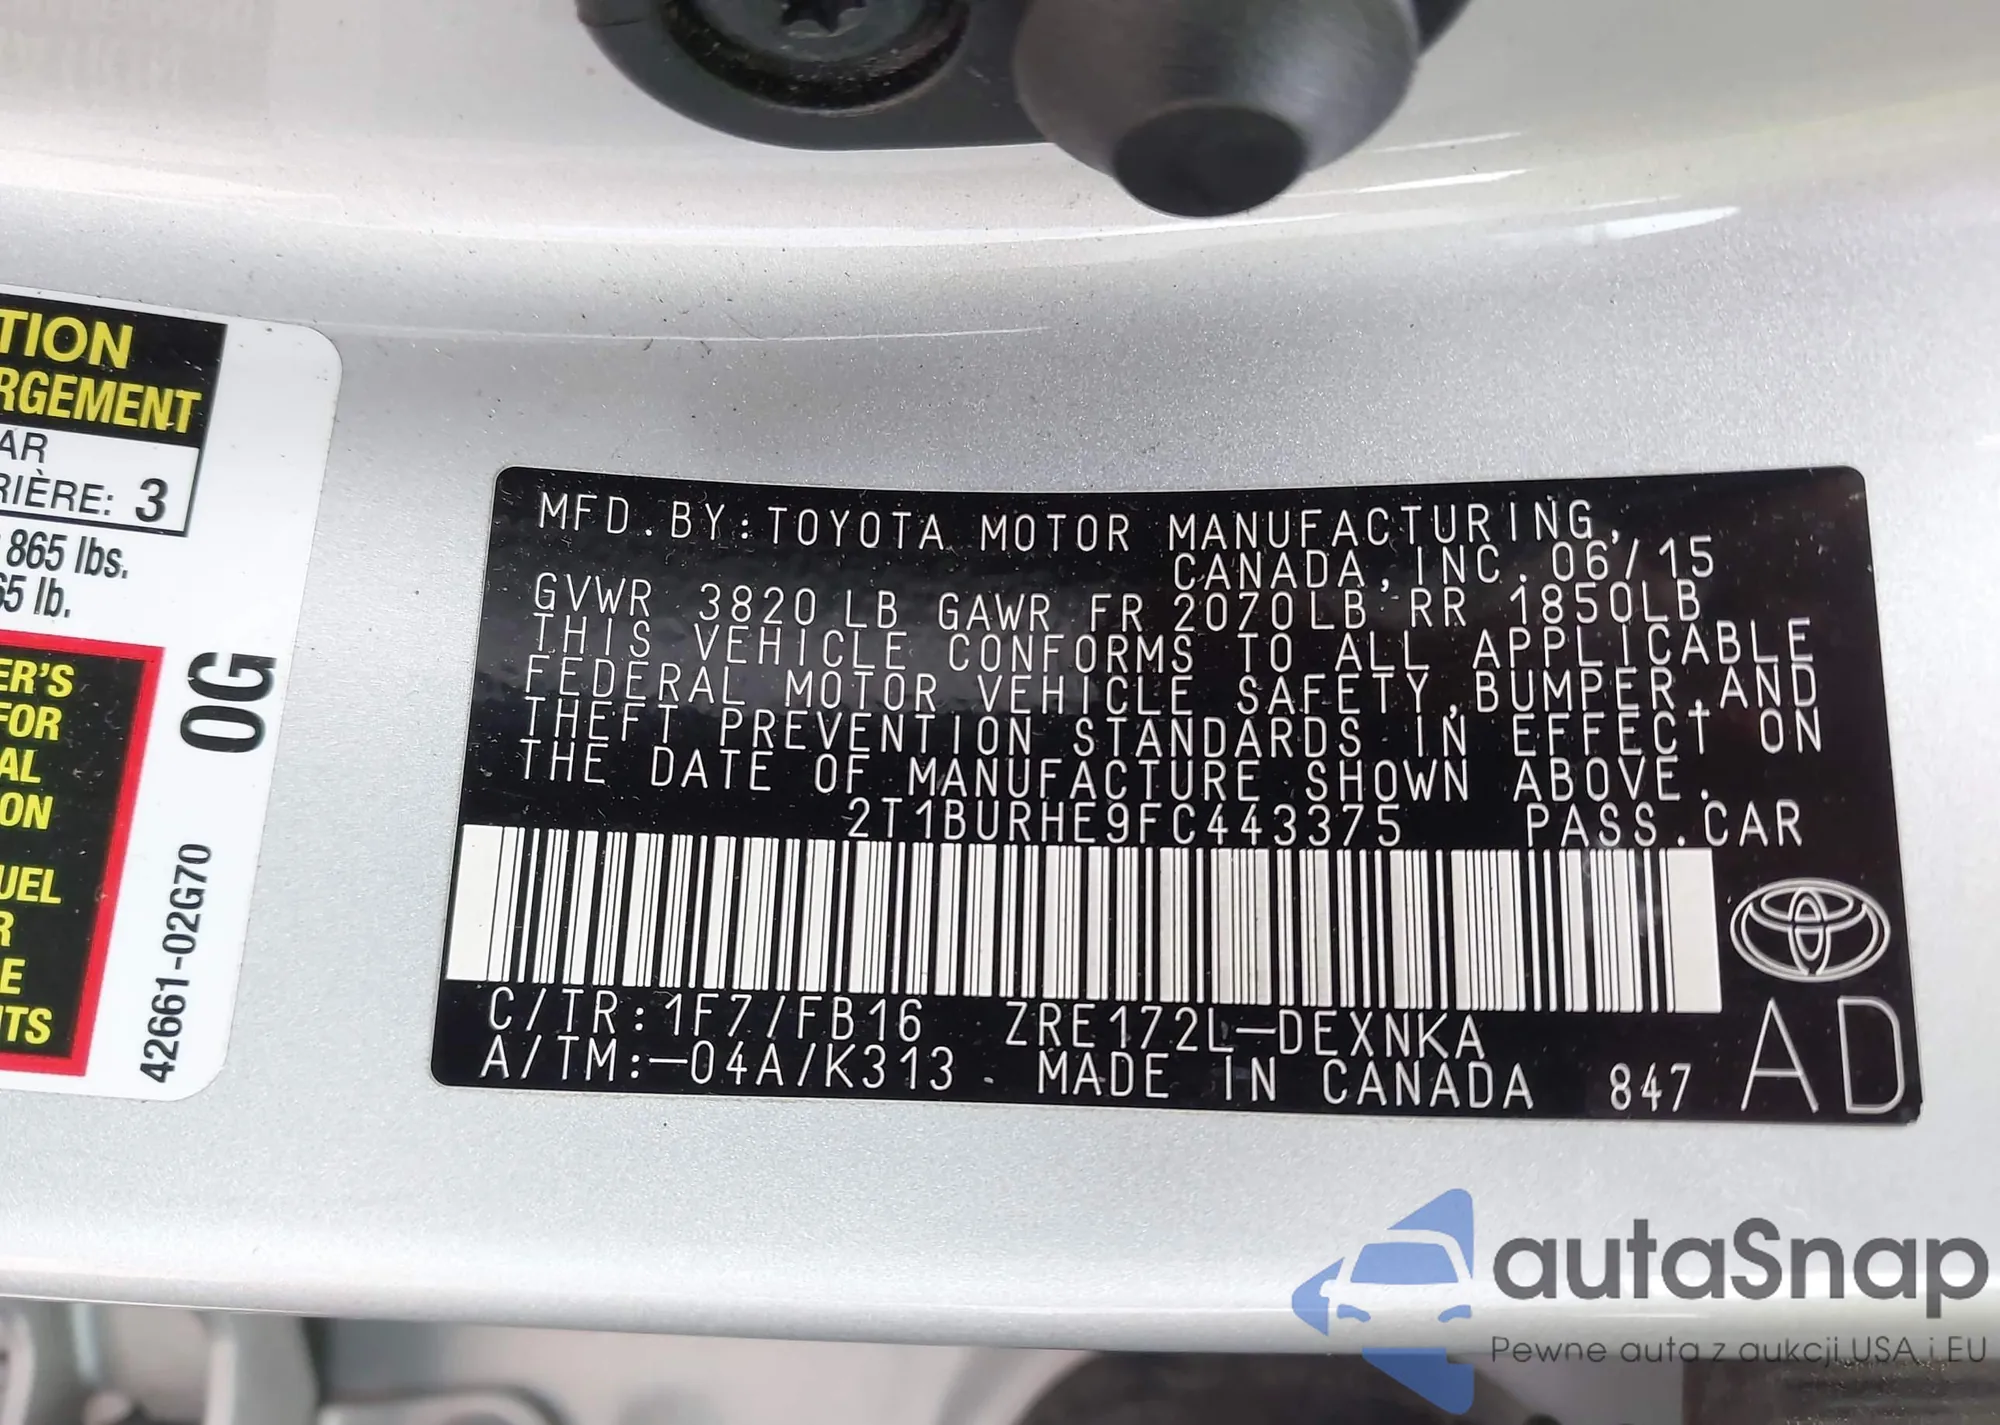 TION
RGEMENT
AR
RIÈRE: 3
865 lbs.
65 lb.
ER'S
FOR
AL
ION
UEL
R
E
ITS
0G
42661-02G70
MFD.BY:TOYOTA MOTOR MANUFACTURING,
CANADA,INC. 06/15
GVWR 3820 LB GAWR FR 2070LB RR 1850LB
THIS VEHICLE CONFORMS TO ALL APPLICABLE
FEDERAL MOTOR VEHICLE SAFETY,BUMPER,AND
THEFT PREVENTION STANDARDS IN EFFECT ON
THE DATE OF MANUFACTURE SHOWN ABOVE.
2T1BURHE9FC443375 PASS.CAR
C/TR:1F7/FB16 ZRE172L-DEXNKA
A/TM:-04A/K313 . MADE IN CANADA 847
AD
autaSnap
Pewne auta z aukcji USA i EU